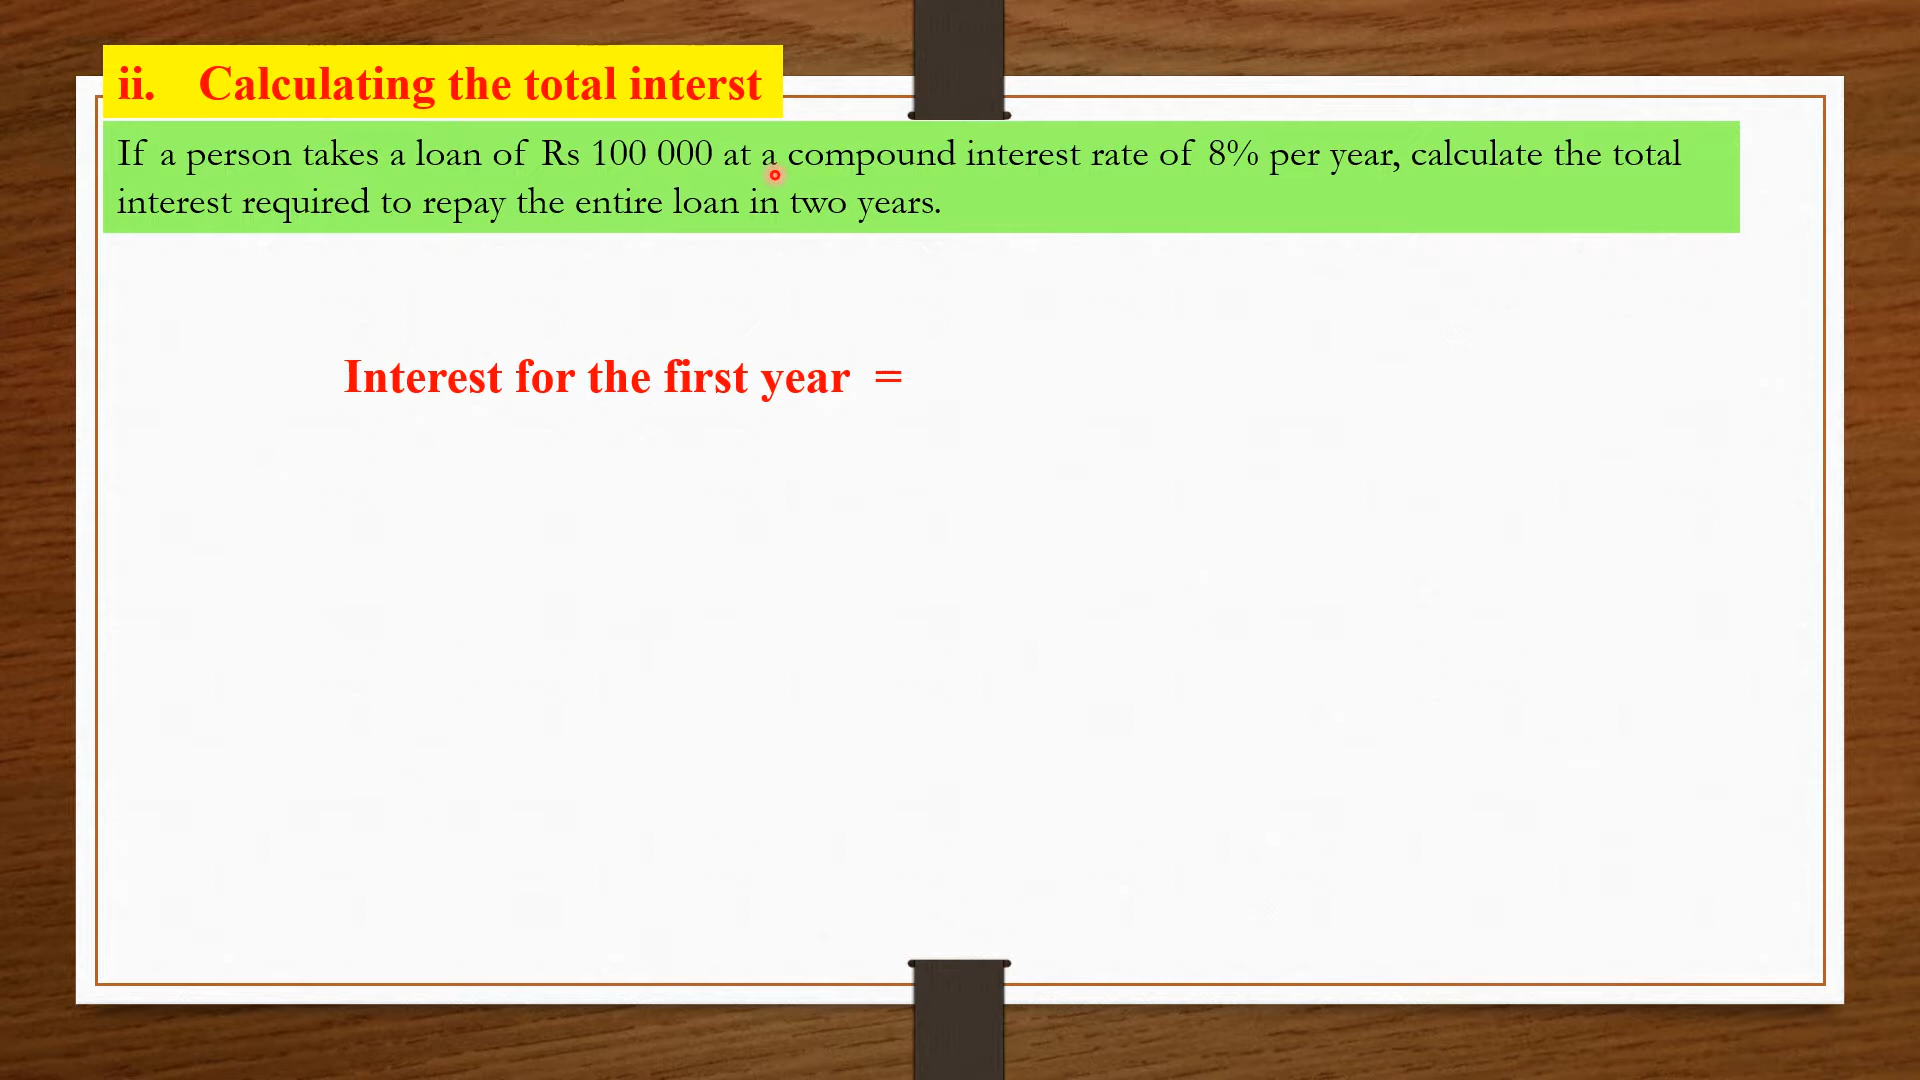 ii. Calculating the total interst
If a person takes a loan of Rs 100 000 at a compound interest rate of 8% per year, calculate the total
interest required to repay the entire loan in two years.
Interest for the first year =